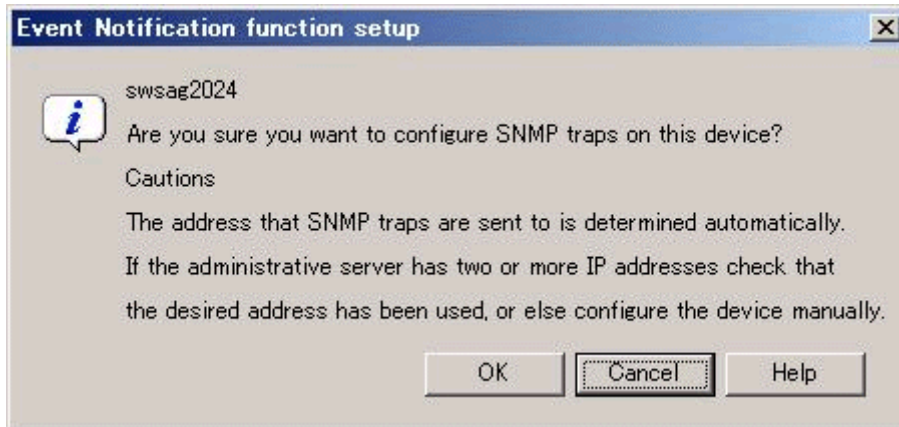 Event Notification function setup
swsag2024
Are you sure you want to configure SNMP traps on this device?
Cautions
The address that SNMP traps are sent to is determined automatically.
If the administrative server has two or more IP addresses check that
the desired address has been used, or else configure the device manually.
OK Cancel Help